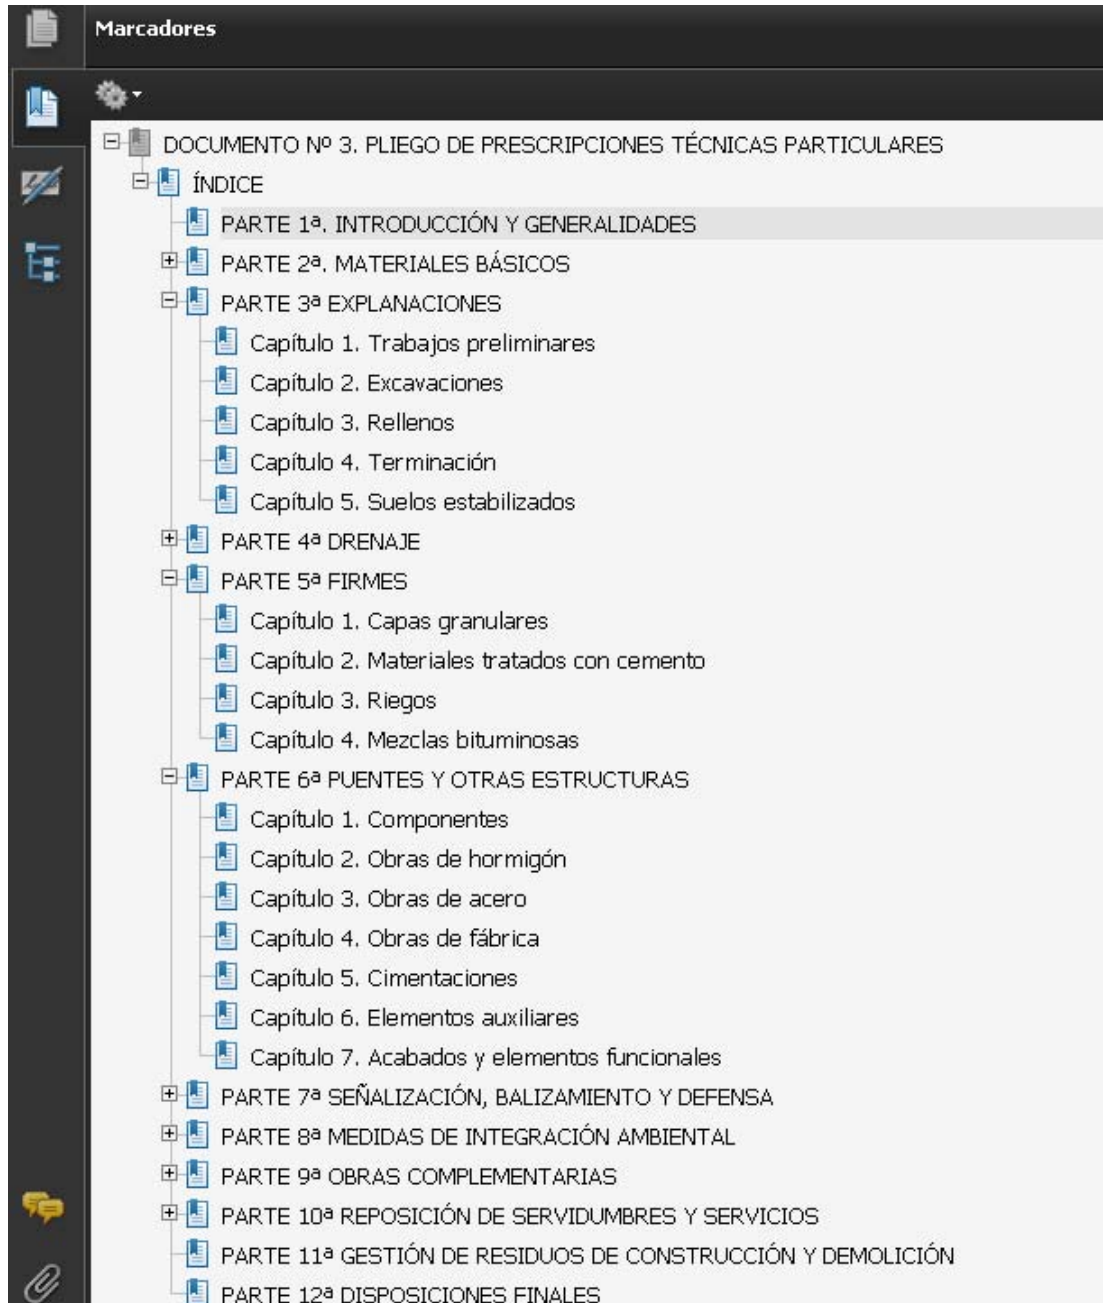 Marcadores
DOCUMENTO Nº 3. PLIEGO DE PRESCRIPCIONES TÉCNICAS PARTICULARES
ÍNDICE
PARTE 1ª. INTRODUCCIÓN Y GENERALIDADES
PARTE 2ª. MATERIALES BÁSICOS
PARTE 3ª EXPLANACIONES
Capítulo 1. Trabajos preliminares
Capítulo 2. Excavaciones
Capítulo 3. Rellenos
Capítulo 4. Terminación
Capítulo 5. Suelos estabilizados
PARTE 4ª DRENAJE
PARTE 5ª FIRMES
Capítulo 1. Capas granulares
Capítulo 2. Materiales tratados con cemento
Capítulo 3. Riegos
Capítulo 4. Mezclas bituminosas
PARTE 6ª PUENTES Y OTRAS ESTRUCTURAS
Capítulo 1. Componentes
Capítulo 2. Obras de hormigón
Capítulo 3. Obras de acero
Capítulo 4. Obras de fábrica
Capítulo 5. Cimentaciones
Capítulo 6. Elementos auxiliares
Capítulo 7. Acabados y elementos funcionales
PARTE 7ª SEÑALIZACIÓN, BALIZAMIENTO Y DEFENSA
PARTE 8ª MEDIDAS DE INTEGRACIÓN AMBIENTAL
PARTE 9ª OBRAS COMPLEMENTARIAS
PARTE 10ª REPOSICIÓN DE SERVIDUMBRES Y SERVICIOS
PARTE 11ª GESTIÓN DE RESIDUOS DE CONSTRUCCIÓN Y DEMOLICIÓN
PARTE 12ª DISPOSICIONES FINALES